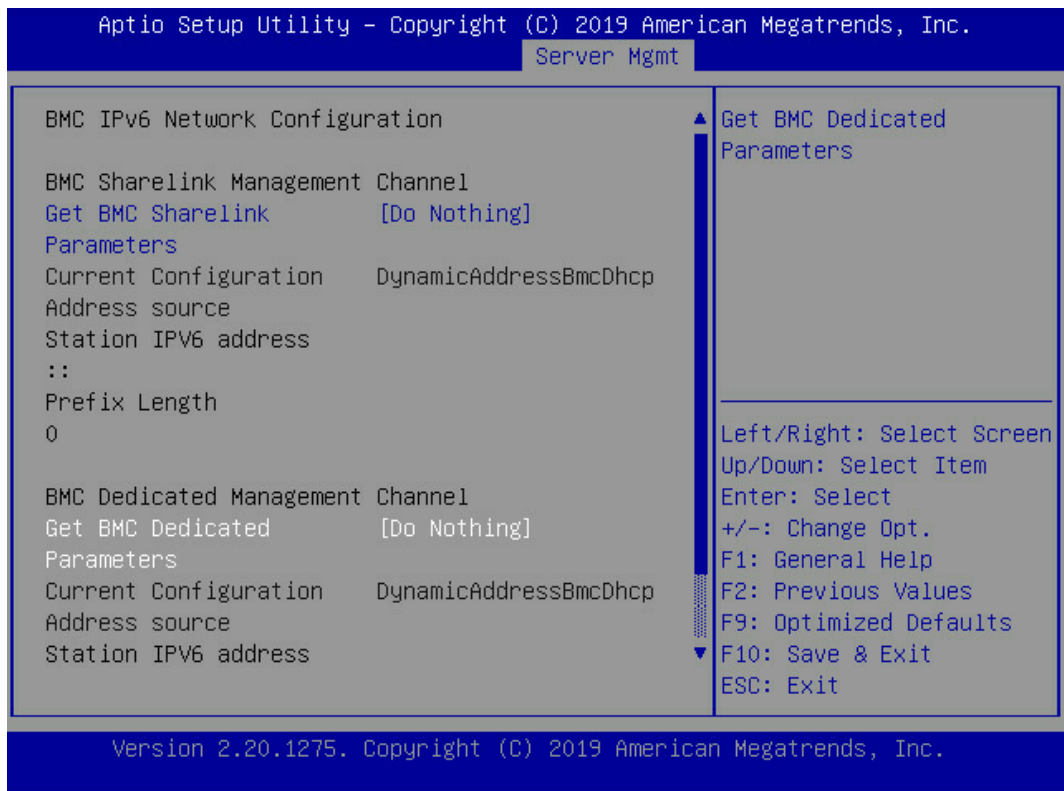 Aptio Setup Utility – Copyright (C) 2019 American Megatrends, Inc.
Server Mgmt
BMC IPv6 Network Configuration
BMC Sharelink Management Channel
Get BMC Sharelink [Do Nothing]
Parameters
Current Configuration DynamicAddressBmcDhcp
Address source
Station IPV6 address
::
Prefix Length
0
BMC Dedicated Management Channel
Get BMC Dedicated [Do Nothing]
Parameters
Current Configuration DynamicAddressBmcDhcp
Address source
Station IPV6 address
Get BMC Dedicated
Parameters
Left/Right: Select Screen
Up/Down: Select Item
Enter: Select
+/-: Change Opt.
F1: General Help
F2: Previous Values
F9: Optimized Defaults
F10: Save & Exit
ESC: Exit
Version 2.20.1275. Copyright (C) 2019 American Megatrends, Inc.